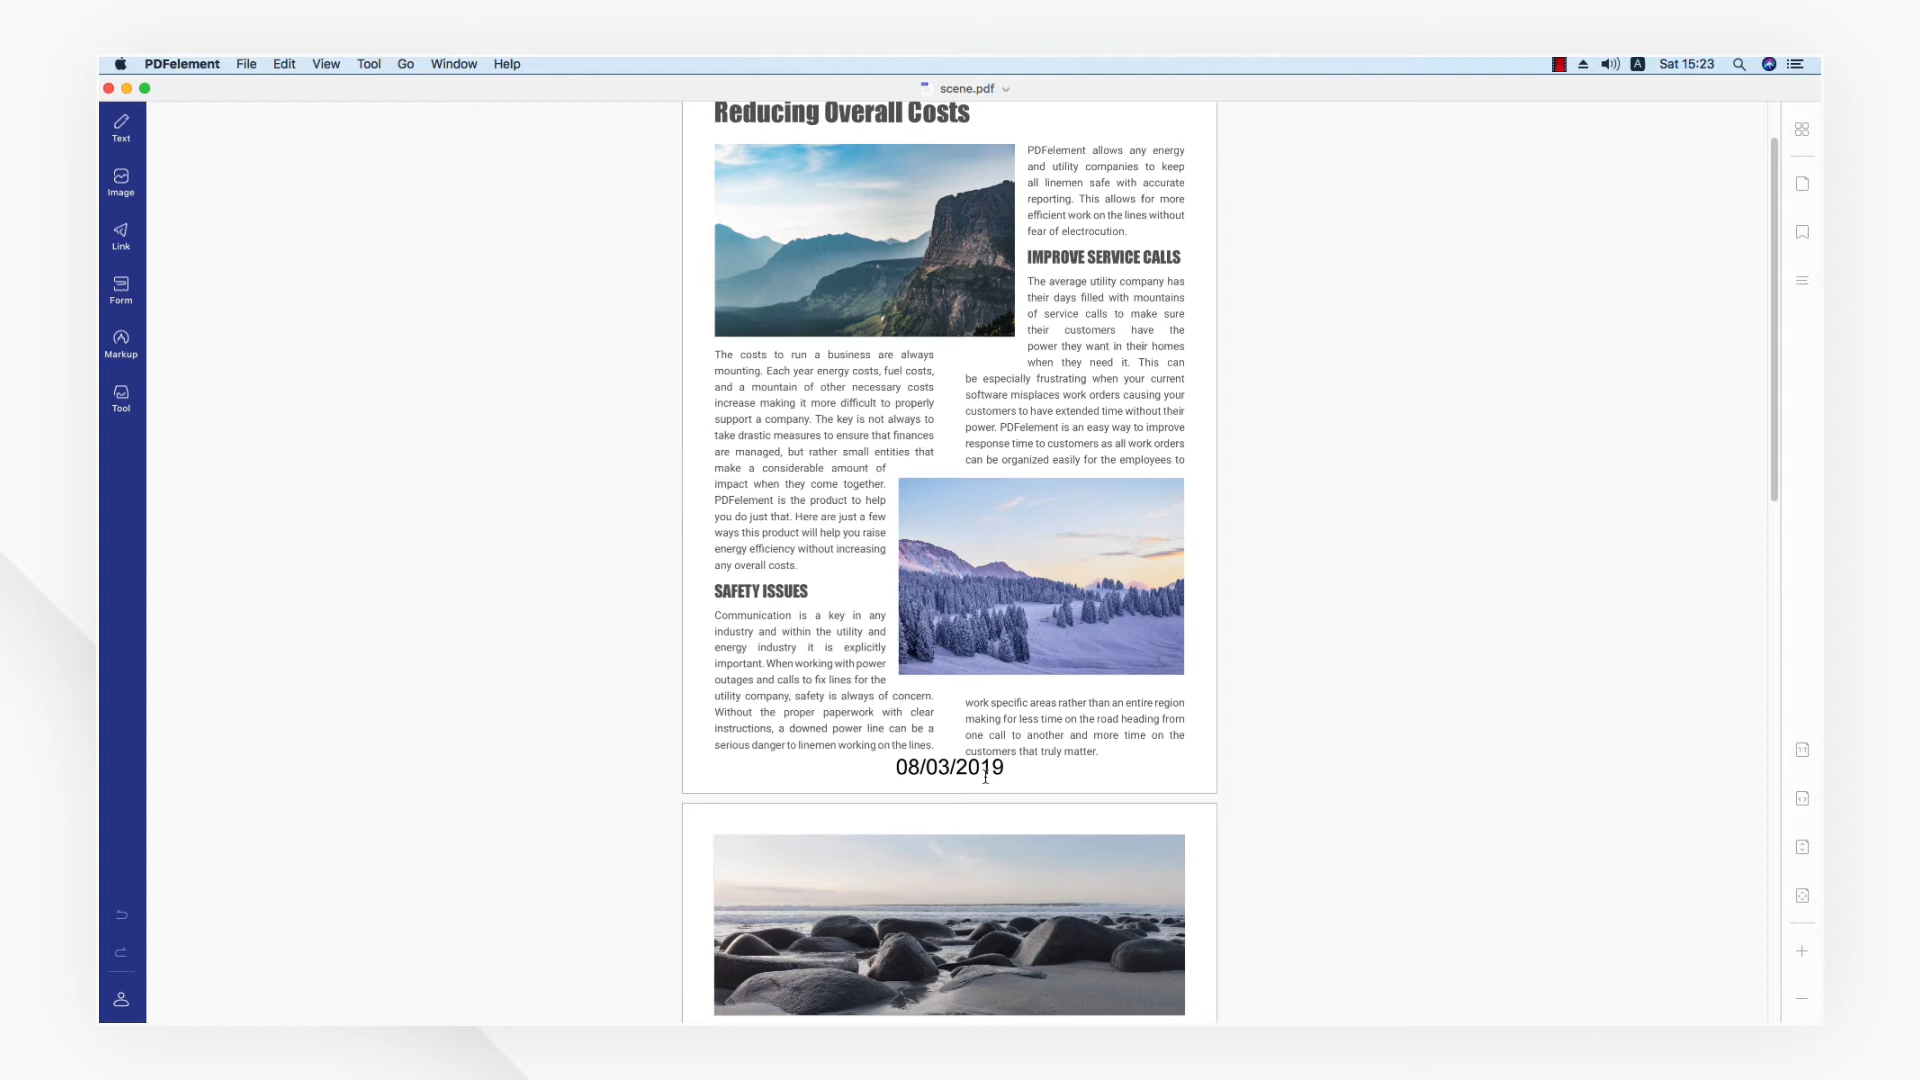 PDFelement File Edit View Tool Go Window Help
A Sat 15:23
scene.pdf
Text
Image
Link
Form
Markup
Tool
Reducing Overall Costs
The costs to run a business are always
mounting. Each year energy costs, fuel costs,
and a mountain of other necessary costs
increase making it more difficult to properly
support a company. The key is not always to
take drastic measures to ensure that finances
are managed, but rather small entities that
make a considerable amount of
impact when they come together.
PDFelement is the product to help
you do just that. Here are just a few
ways this product will help you raise
energy efficiency without increasing
any overall costs.
SAFETY ISSUES
Communication is a key in any
industry and within the utility and
energy industry it is explicitly
important. When working with power
outages and calls to fix lines for the
utility company, safety is always of concern.
Without the proper paperwork with clear
instructions, a downed power line can be a
serious danger to linemen working on the lines.
PDFelement allows any energy
and utility companies to keep
all linemen safe with accurate
reporting. This allows for more
efficient work on the lines without
fear of electrocution.
IMPROVE SERVICE CALLS
The average utility company has
their days filled with mountains
of service calls to make sure
their customers have the
power they want in their homes
when they need it. This can
be especially frustrating when your current
software misplaces work orders causing your
customers to have extended time without their
power. PDFelement is an easy way to improve
response time to customers as all work orders
can be organized easily for the employees to
work specific areas rather than an entire region
making for less time on the road heading from
one call to another and more time on the
customers that truly matter.
08/03/2019
1:1